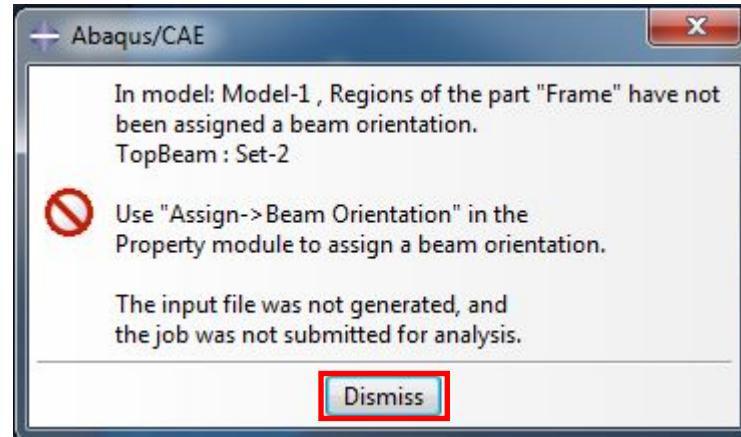 Abaqus/CAE
In model: Model-1 , Regions of the part "Frame" have not
been assigned a beam orientation.
TopBeam : Set-2
Use "Assign->Beam Orientation" in the
Property module to assign a beam orientation.
The input file was not generated, and
the job was not submitted for analysis.
Dismiss